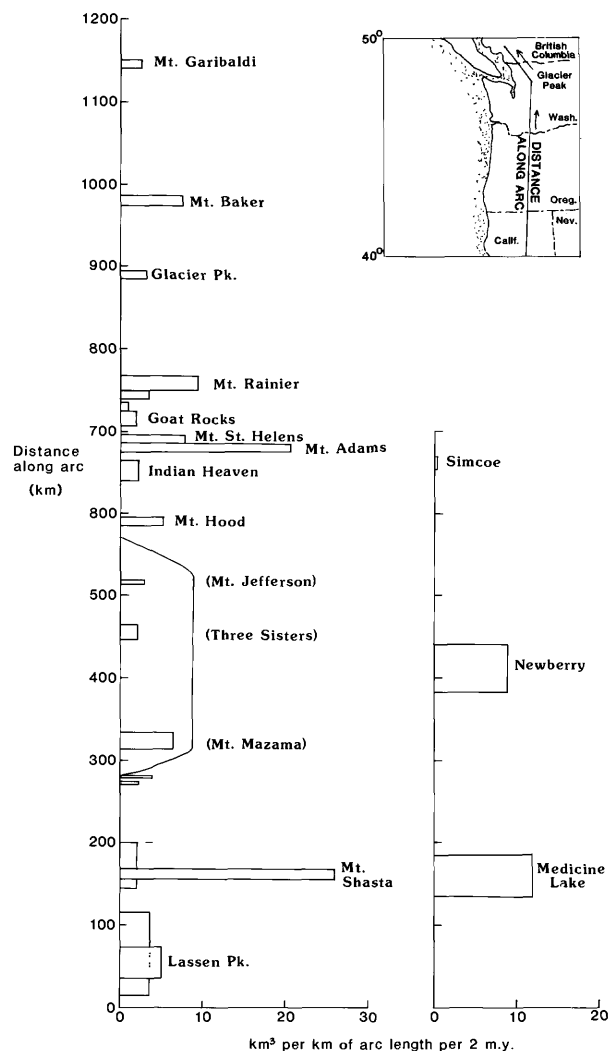 1200
1100
1000
900
800
700
800
500
400
300
200
100
0
Distance
along arc
(km)
Mt. Garibaldi
Mt. Baker
Glacier Pk.
Mt. Rainier
Goat Rocks
Mt. St. Helens
Mt. Adams
Indian Heaven
Mt. Hood
(Mt. Jefferson)
(Three Sisters)
(Mt. Mazama)
Mt.
Shasta
Lassen Pk.
0
10
20
30
Simcoe
Newberry
Medicine
Lake
0
10
20
km³ per km of arc length per 2 m.y.
50°
40°
British
Columbia
Glacier
Peak
Wash.
DISTANCE
ALONG ARC
Oreg.
Nev.
Calif.